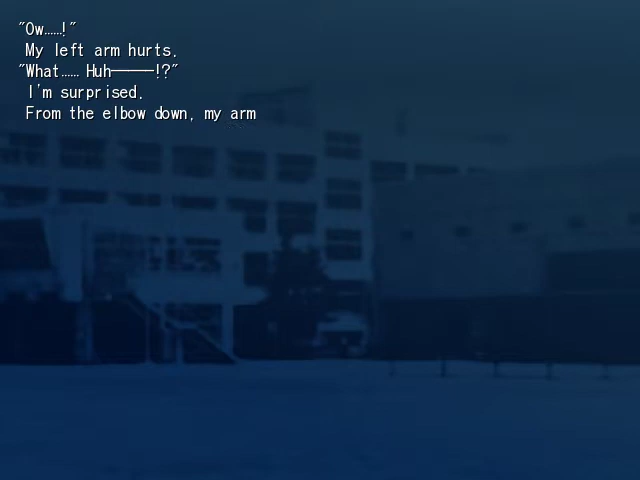 "Ow……!"
My left arm hurts.
"What…… Huh―――!?"
I'm surprised.
From the elbow down, my arm